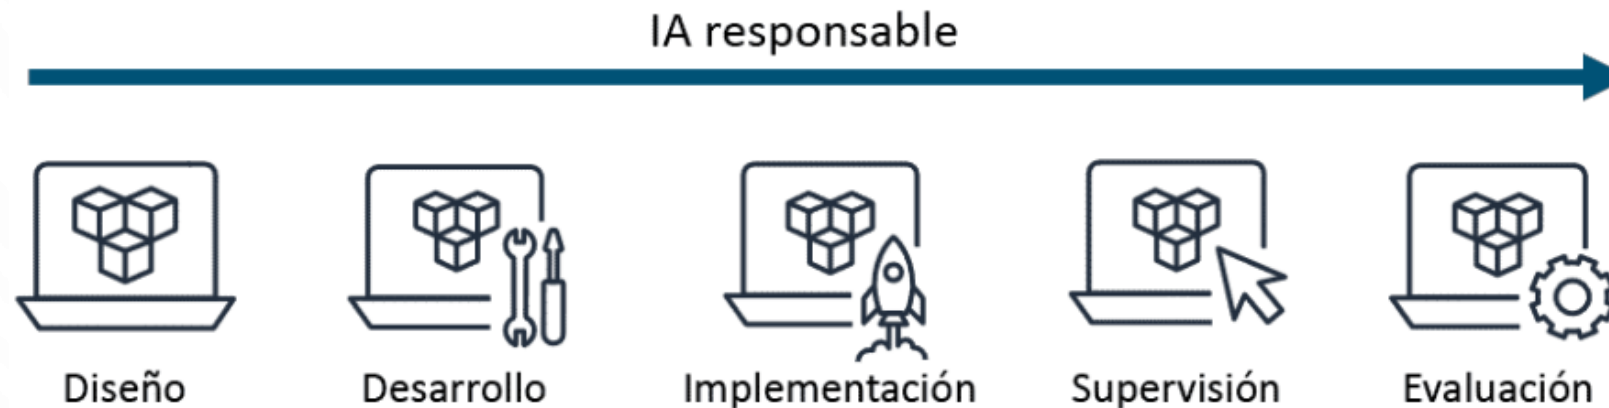 IA responsable
Diseño
Desarrollo
Implementación
Supervisión
Evaluación